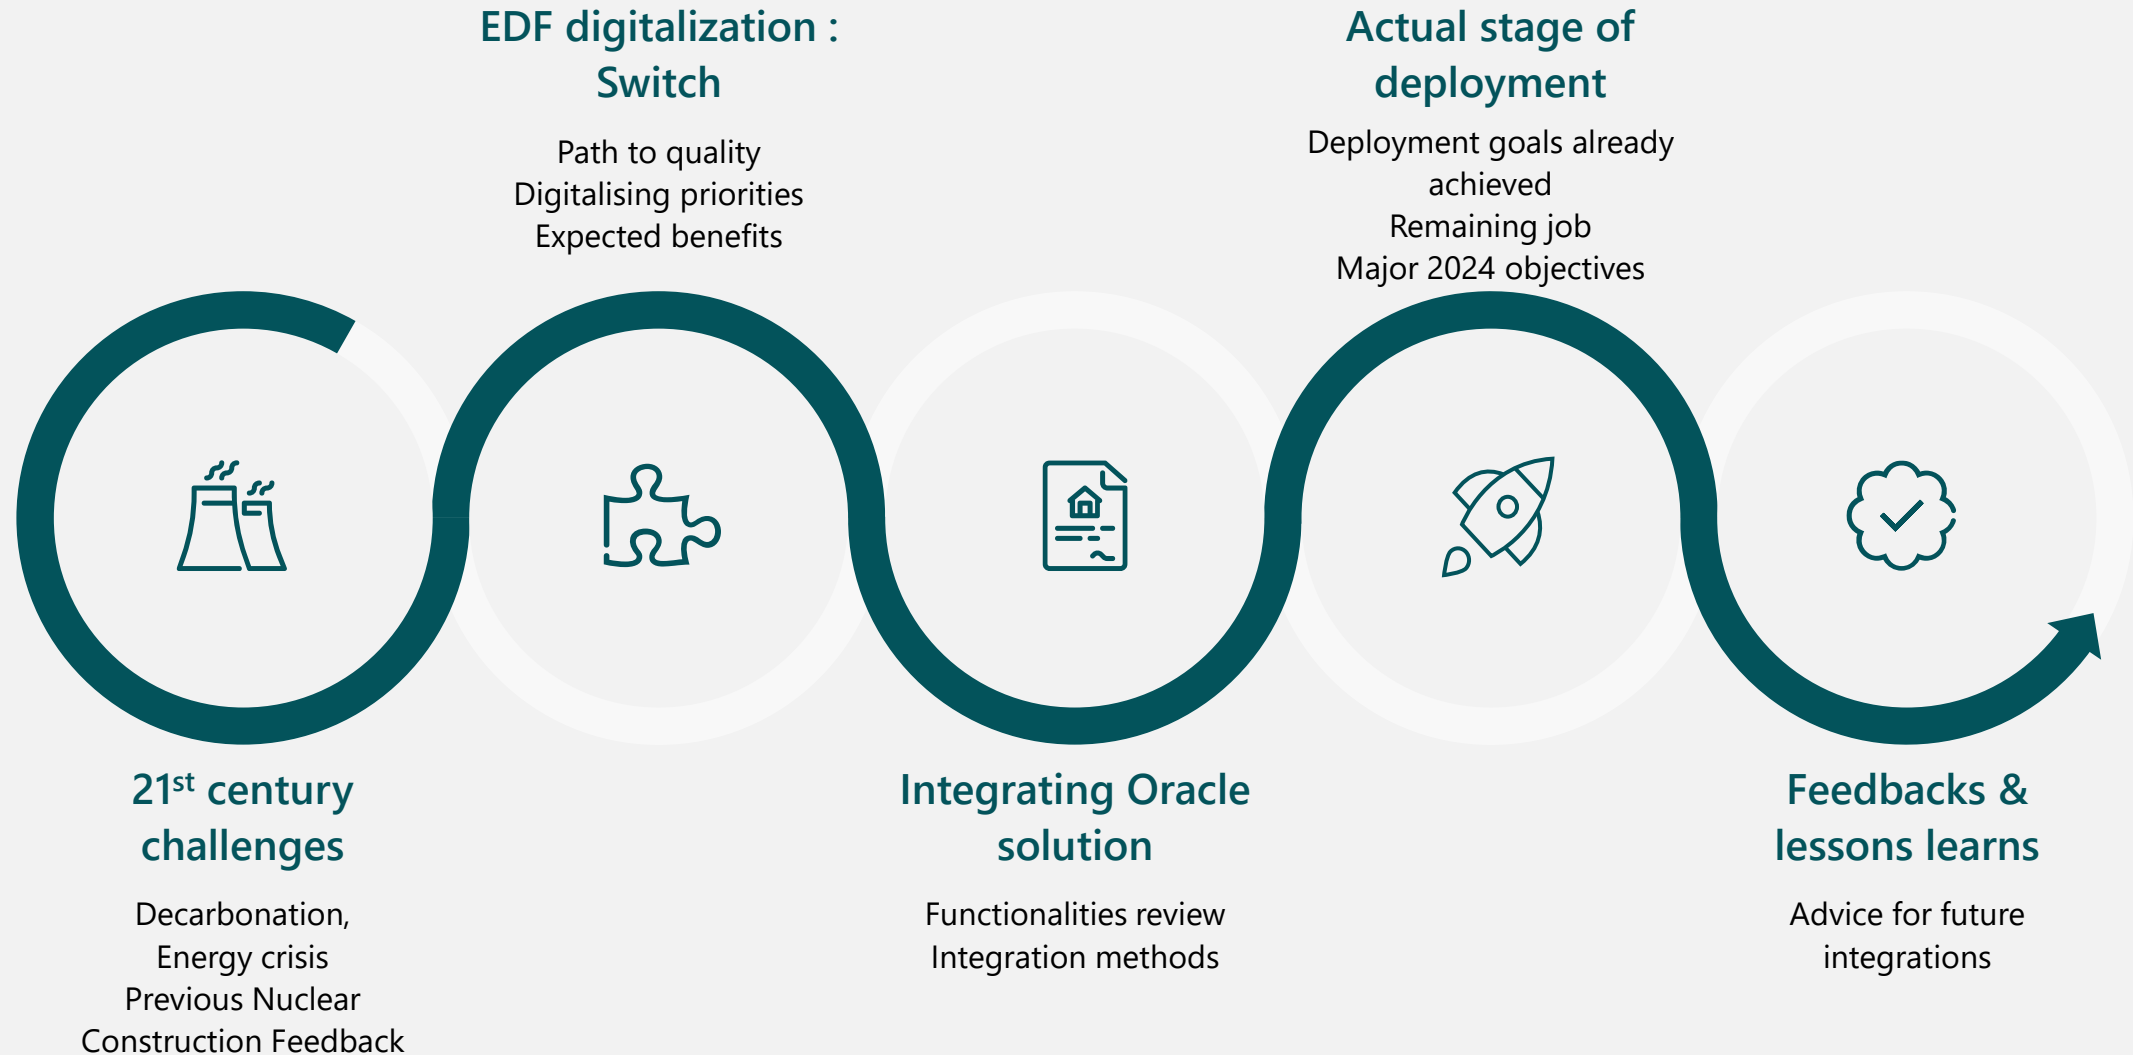 EDF digitalization :
Switch
Path to quality
Digitalising priorities
Expected benefits
Actual stage of
deployment
Deployment goals already
achieved
Remaining job
Major 2024 objectives
21st century
challenges
Decarbonation,
Energy crisis
Previous Nuclear
Construction Feedback
Integrating Oracle
solution
Functionalities review
Integration methods
Feedbacks &
lessons learns
Advice for future
integrations